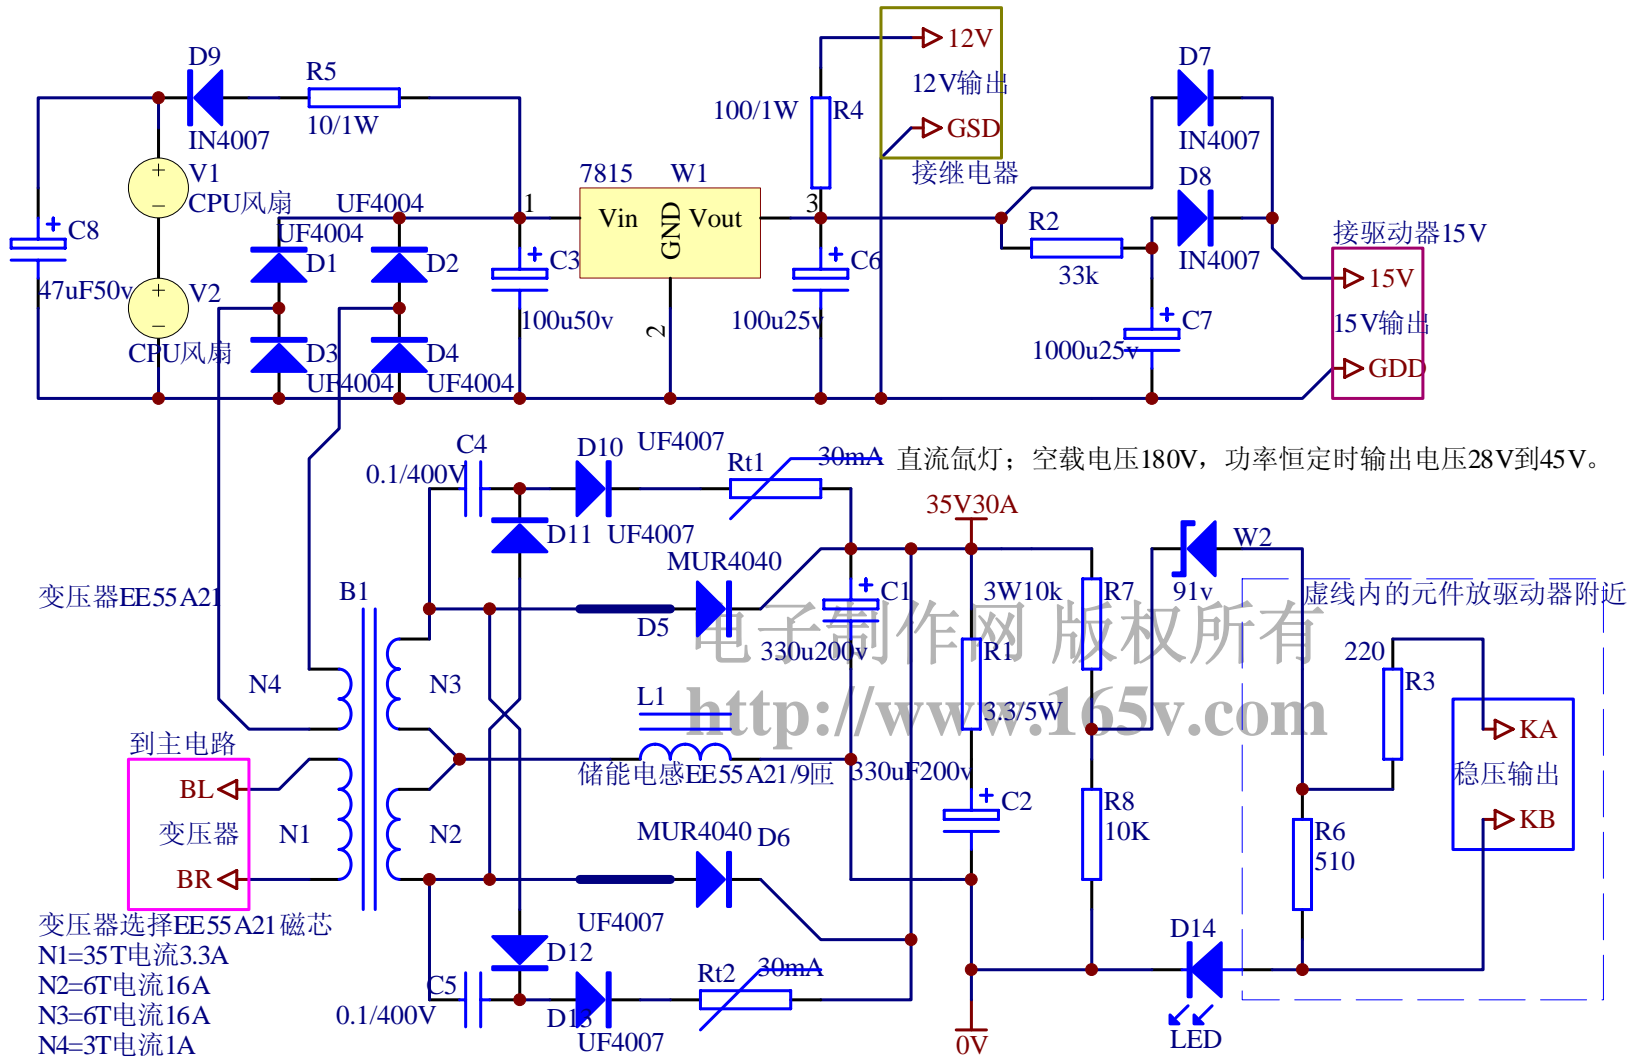 D9
R5
10/1W
IN4007
V1
CPU风扇
UF4004
UF4004
C8
47uF50v
V2
CPU风扇
D1
D2
D3
UF4004
D4
UF4004
1
C3
100u50v
7815
W1
Vin
GND
Vout
2
3
100/1W
R4
12V
12V输出
GSD
接继电器
C6
100u25v
D7
IN4007
D8
IN4007
R2
33k
C7
1000u25v
接驱动器15V
15V
15V输出
GDD
C4
0.1/400V
D10
UF4007
Rt1
30mA
直流氙灯；空载电压180V，功率恒定时输出电压28V到45V。
D11
UF4007
35V30A
MUR4040
D5
C1
330u200v
3W10k
R7
W2
91v
虚线内的元件放驱动器附近
变压器EE55A21
B1
电子制作网 版权所有
http://www.165v.com
R1
3.3/5W
220
R3
N4
N3
L1
储能电感EE55A21/9匝
330uF200v
C2
KA
稳压输出
KB
到主电路
BL
变压器
BR
N1
N2
MUR4040
D6
R8
10K
R6
510
UF4007
D12
C5
0.1/400V
D13
UF4007
Rt2
30mA
D14
LED
0V
变压器选择EE55A21磁芯
N1=35T电流3.3A
N2=6T电流16A
N3=6T电流16A
N4=3T电流1A